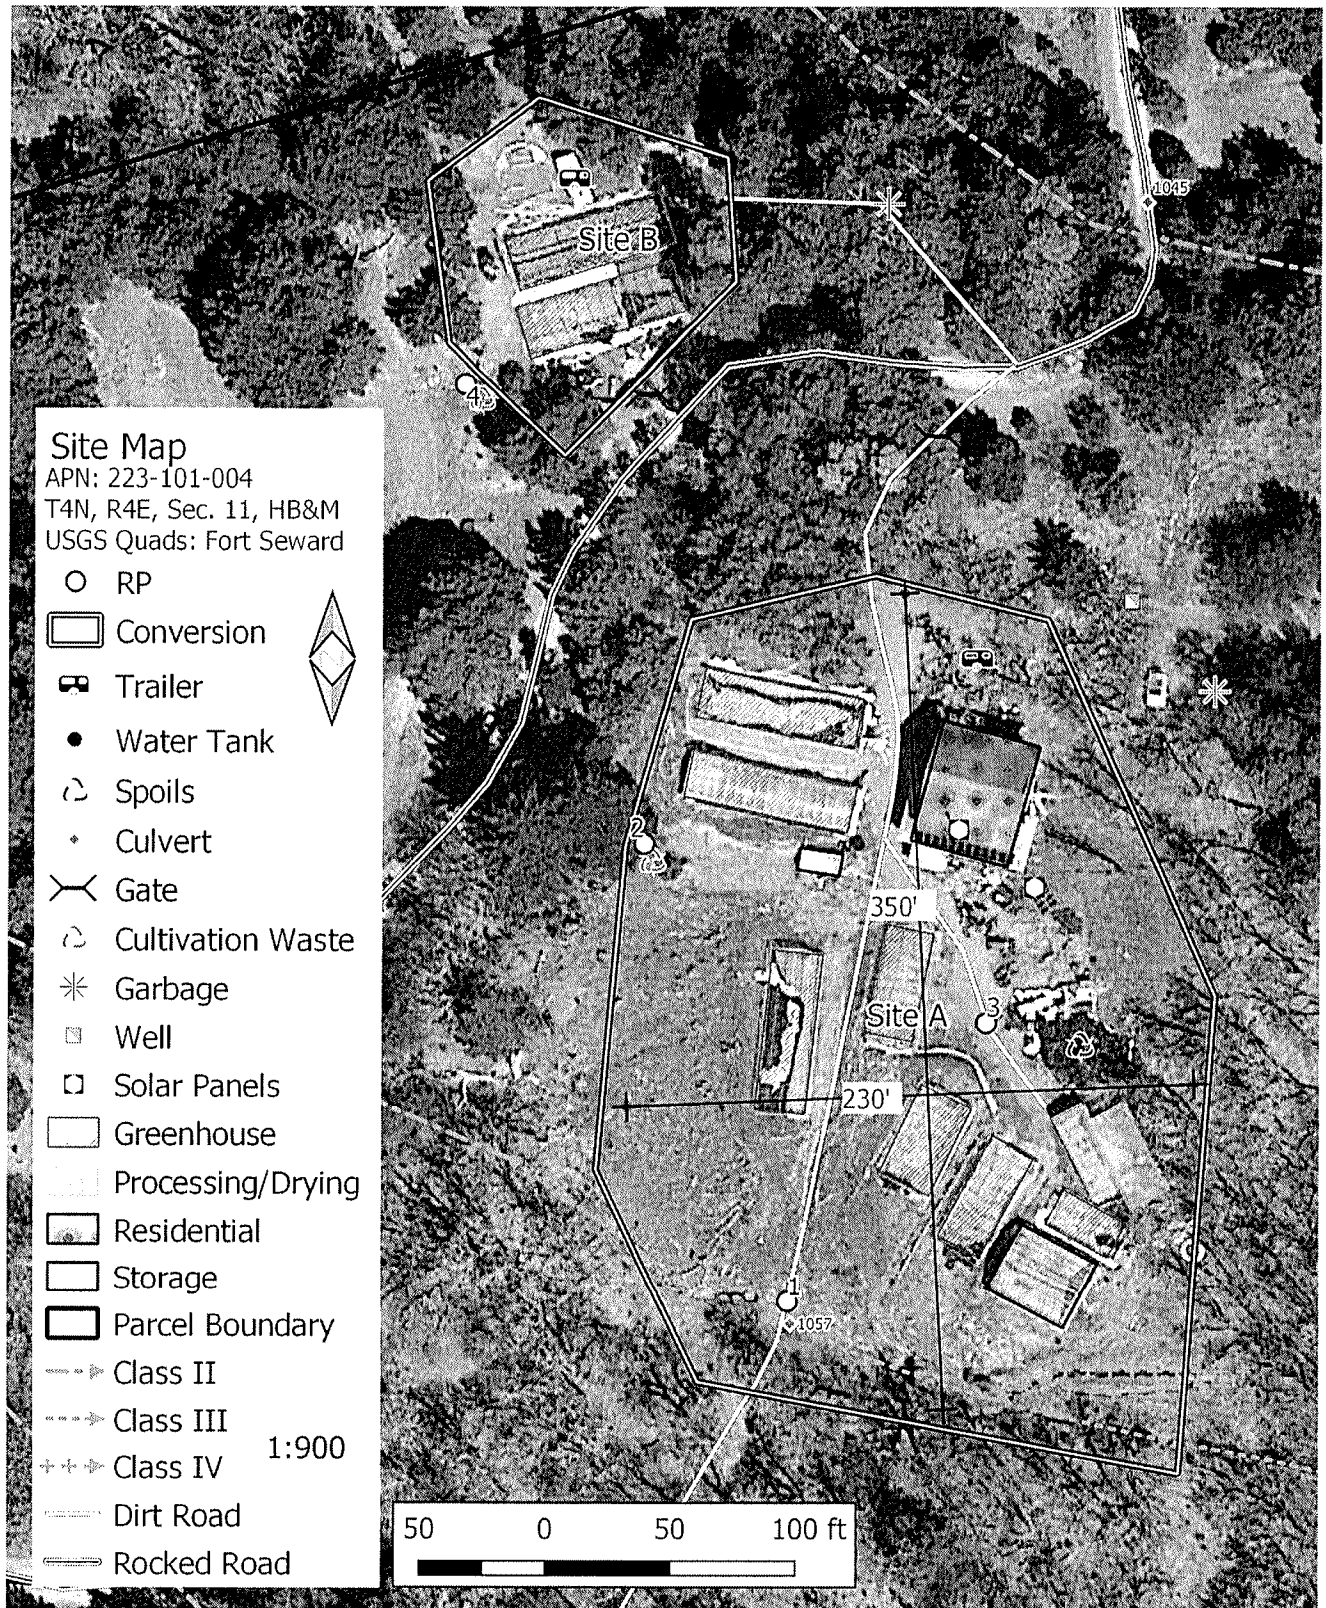 1045
Site B
4
Site Map
APN: 223-101-004
T4N, R4E, Sec. 11, HB&M
USGS Quads: Fort Seward
RP
Conversion
N
Trailer
Water Tank
Spoils
Culvert
Gate
Cultivation Waste
Garbage
Well
Solar Panels
Greenhouse
Processing/Drying
Residential
Storage
Parcel Boundary
Class II
Class III
Class IV
1:900
Dirt Road
Rocked Road
2
350'
Site A
3
230'
1
1057
50 0 50 100 ft